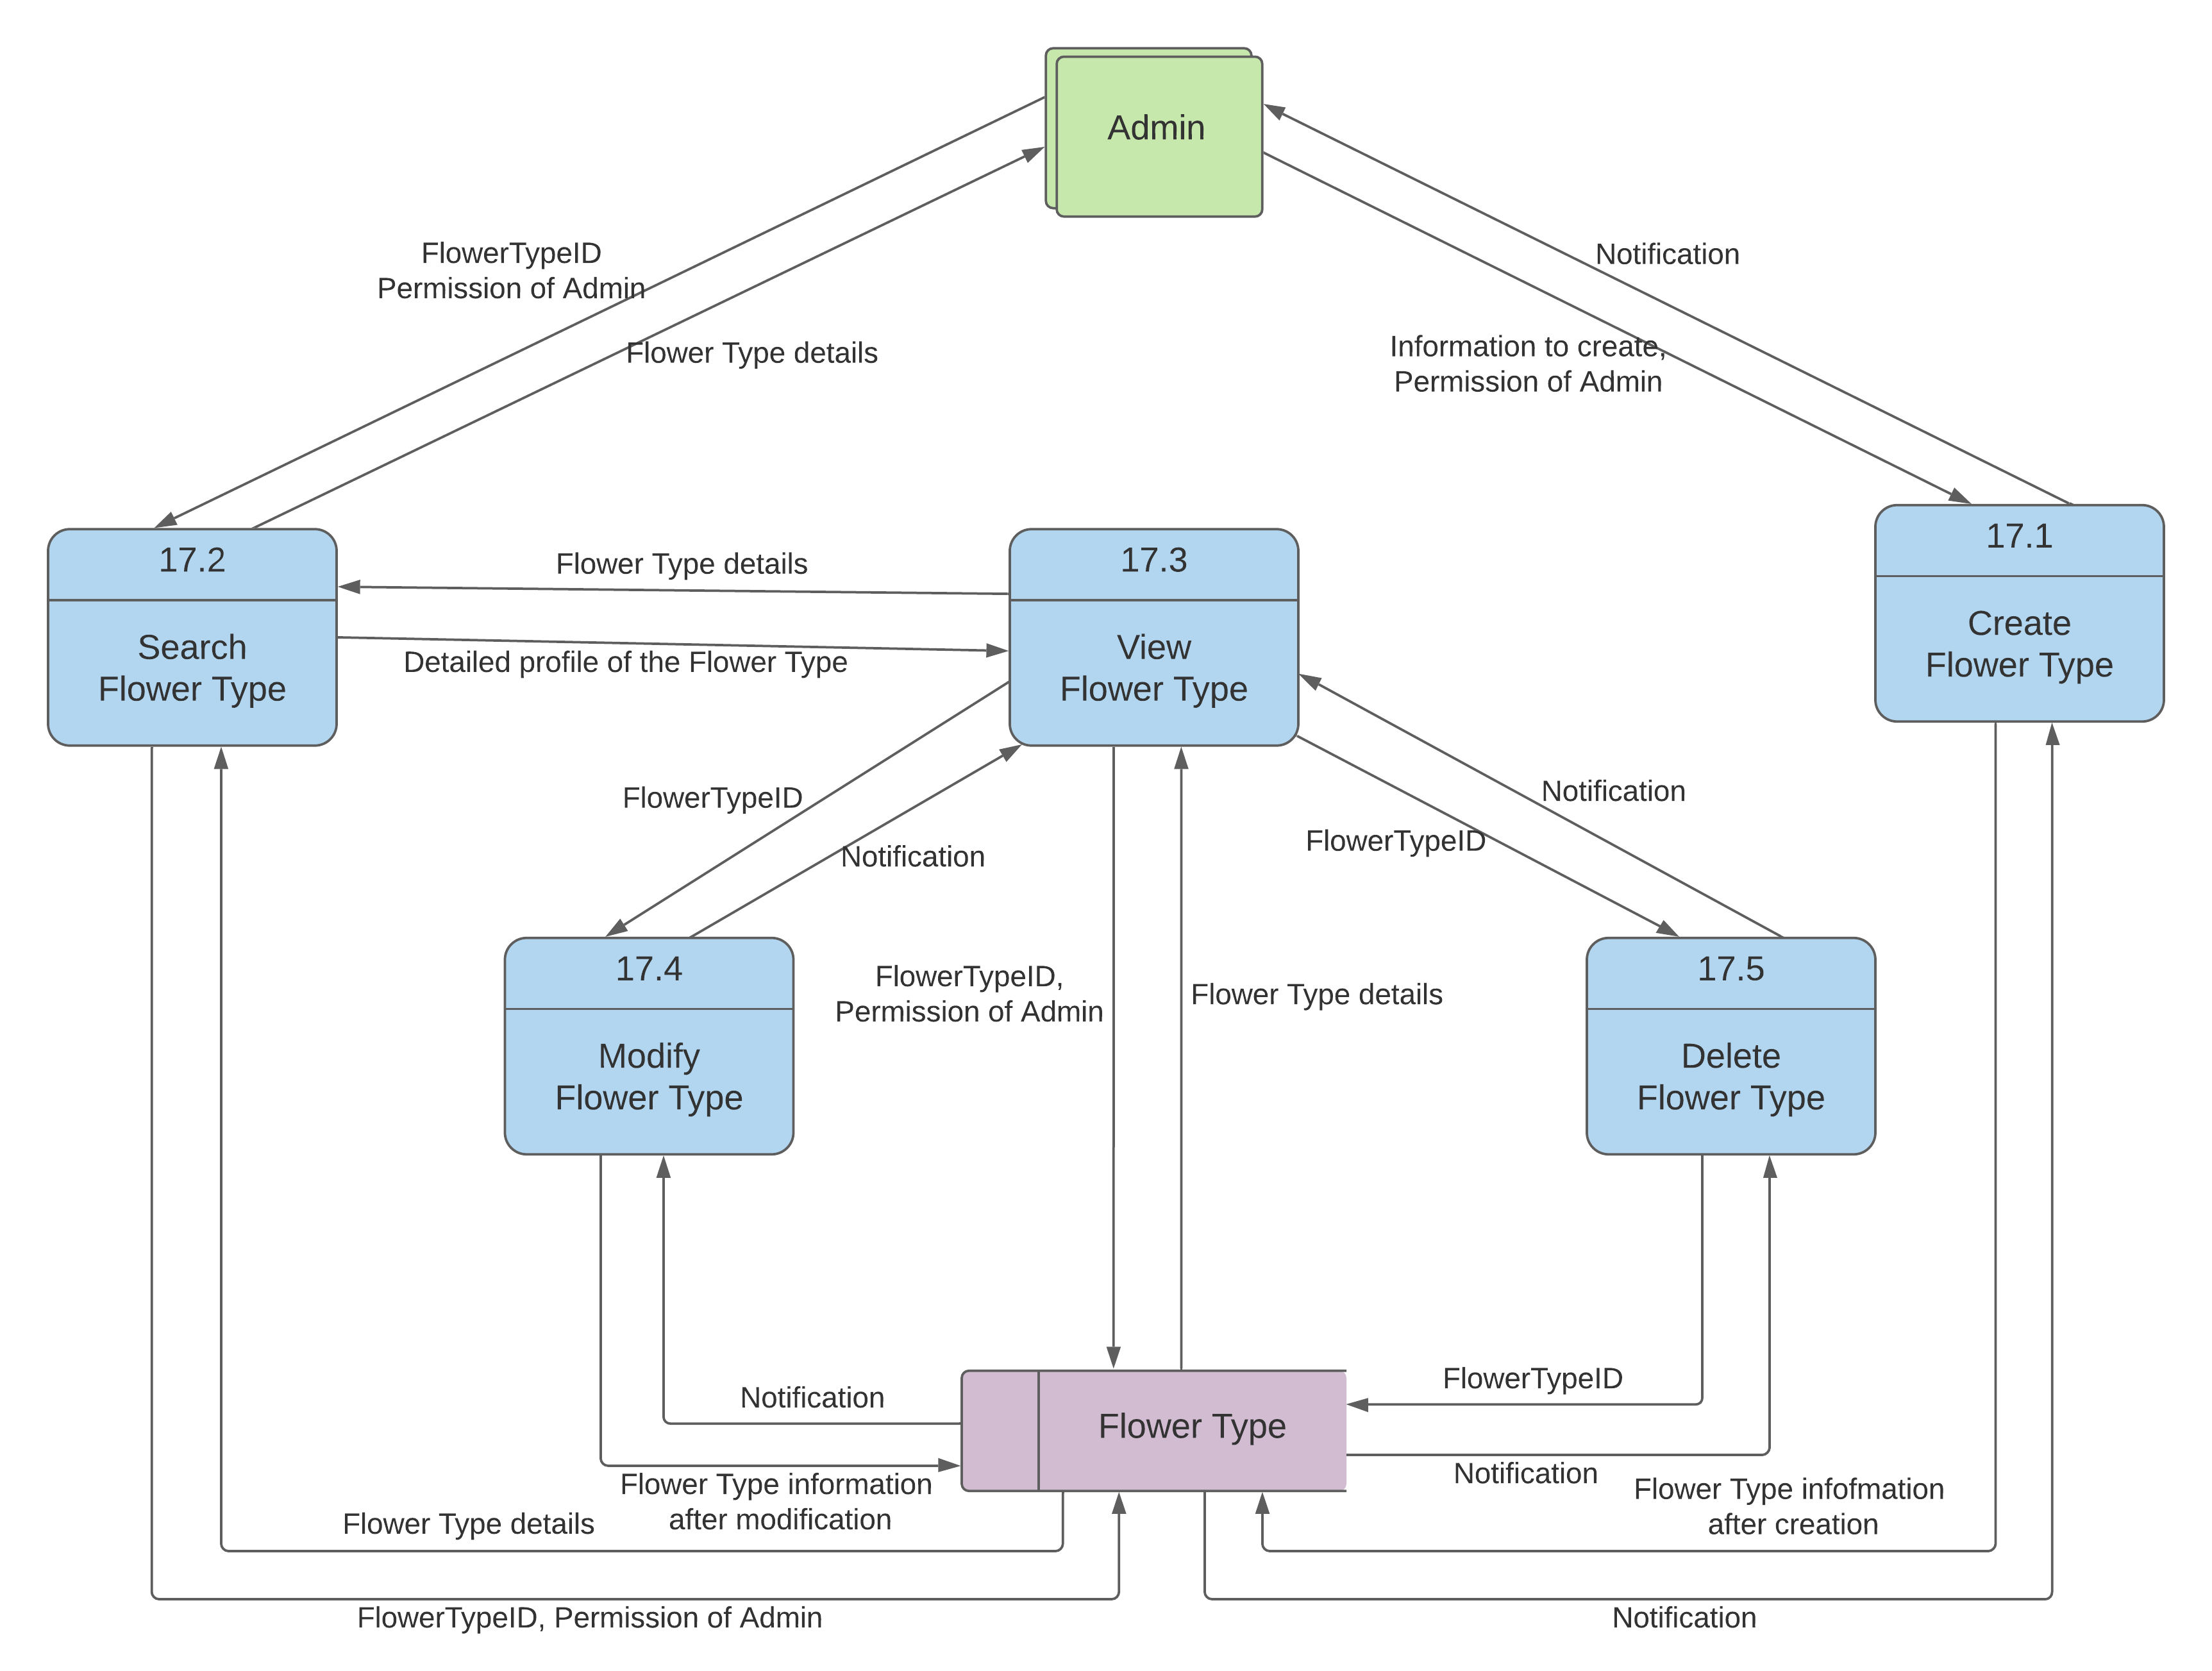 Admin
FlowerTypeID
Permission of Admin
Notification
Flower Type details
Information to create,
Permission of Admin
17.2
Search
Flower Type
Flower Type details
Detailed profile of the Flower Type
17.3
View
Flower Type
17.1
Create
Flower Type
FlowerTypeID
Notification
Notification
FlowerTypeID
17.4
Modify
Flower Type
FlowerTypeID,
Permission of Admin
Flower Type details
17.5
Delete
Flower Type
Notification
Flower Type
FlowerTypeID
Flower Type information
after modification
Notification
Flower Type details
Flower Type infofmation
after creation
FlowerTypeID, Permission of Admin
Notification